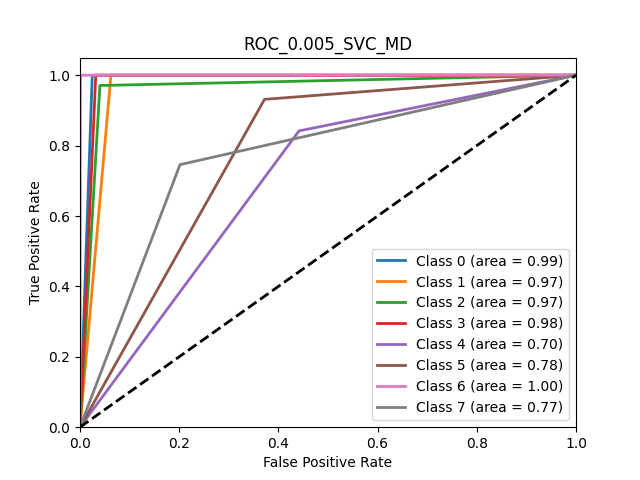 ROC_0.005_SVC_MD
True Positive Rate
1.0
0.8
0.6
0.4
0.2
0.0
0.0 0.2 0.4 0.6 0.8 1.0
False Positive Rate
Class 0 (area = 0.99)
Class 1 (area = 0.97)
Class 2 (area = 0.97)
Class 3 (area = 0.98)
Class 4 (area = 0.70)
Class 5 (area = 0.78)
Class 6 (area = 1.00)
Class 7 (area = 0.77)